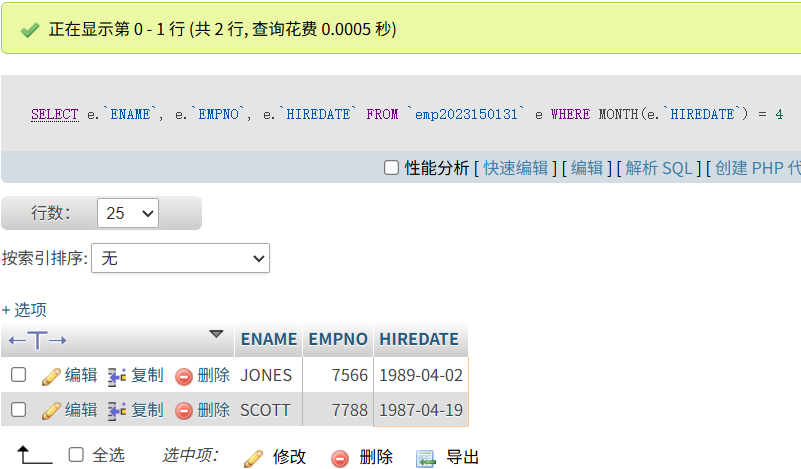 正在显示第 0 - 1 行 (共 2 行, 查询花费 0.0005 秒)
SELECT e.`ENAME`, e.`EMPNO`, e.`HIREDATE` FROM `emp2023150131` e WHERE MONTH(e.`HIREDATE`) = 4
性能分析 [ 快速编辑 ] [ 编辑 ] [ 解析 SQL ] [ 创建 PHP 代
行数: 25
按索引排序: 无
+ 选项
←T→ ENAME EMPNO HIREDATE
编辑 复制 删除 JONES 7566 1989-04-02
编辑 复制 删除 SCOTT 7788 1987-04-19
全选 选中项: 修改 删除 导出